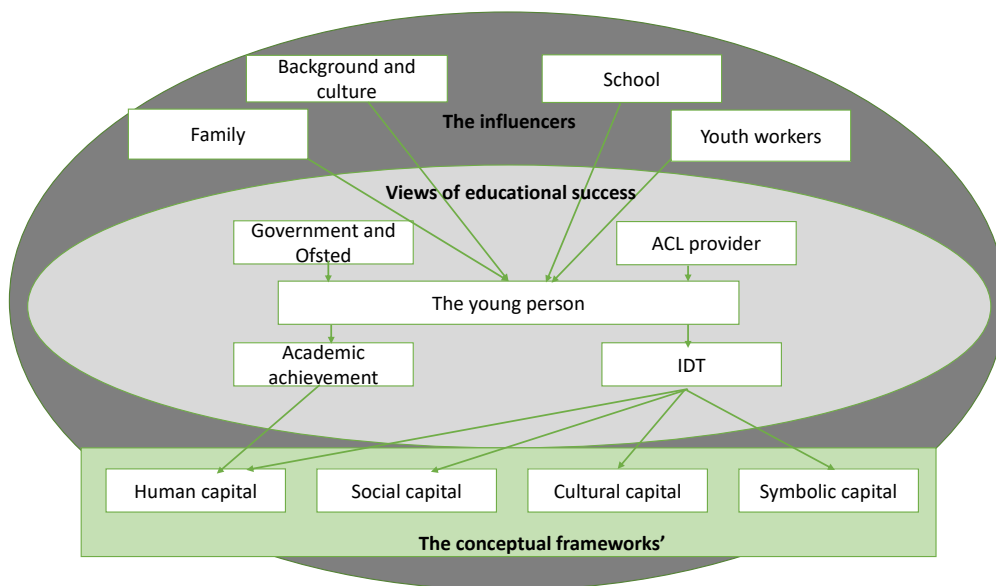 Background and
culture
School
The influencers
Family
Youth workers
Views of educational success
Government and
Ofsted
ACL provider
The young person
Academic
achievement
IDT
Human capital
Social capital
Cultural capital
Symbolic capital
The conceptual frameworks’